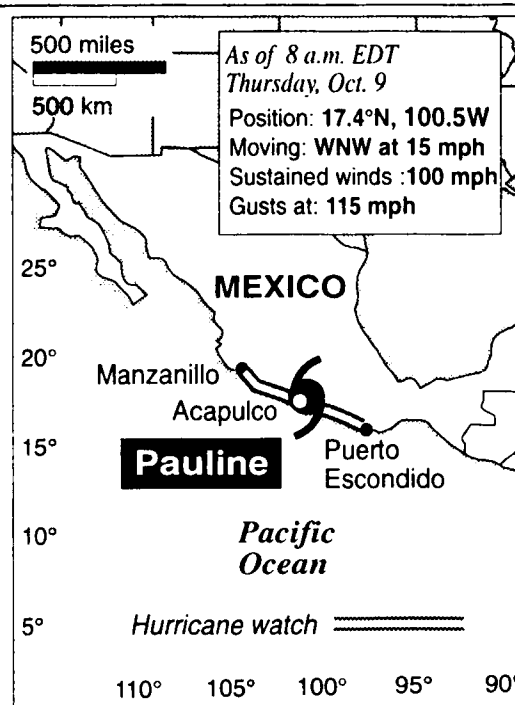 500 miles
500 km
As of 8 a.m. EDT
Thursday, Oct. 9
Position: 17.4°N, 100.5W
Moving: WNW at 15 mph
Sustained winds :100 mph
Gusts at: 115 mph
25°
MEXICO
20°
Manzanillo
Acapulco
15°
Pauline
Puerto
Escondido
10°
Pacific
Ocean
5°
Hurricane watch
110° 105° 100° 95° 90°